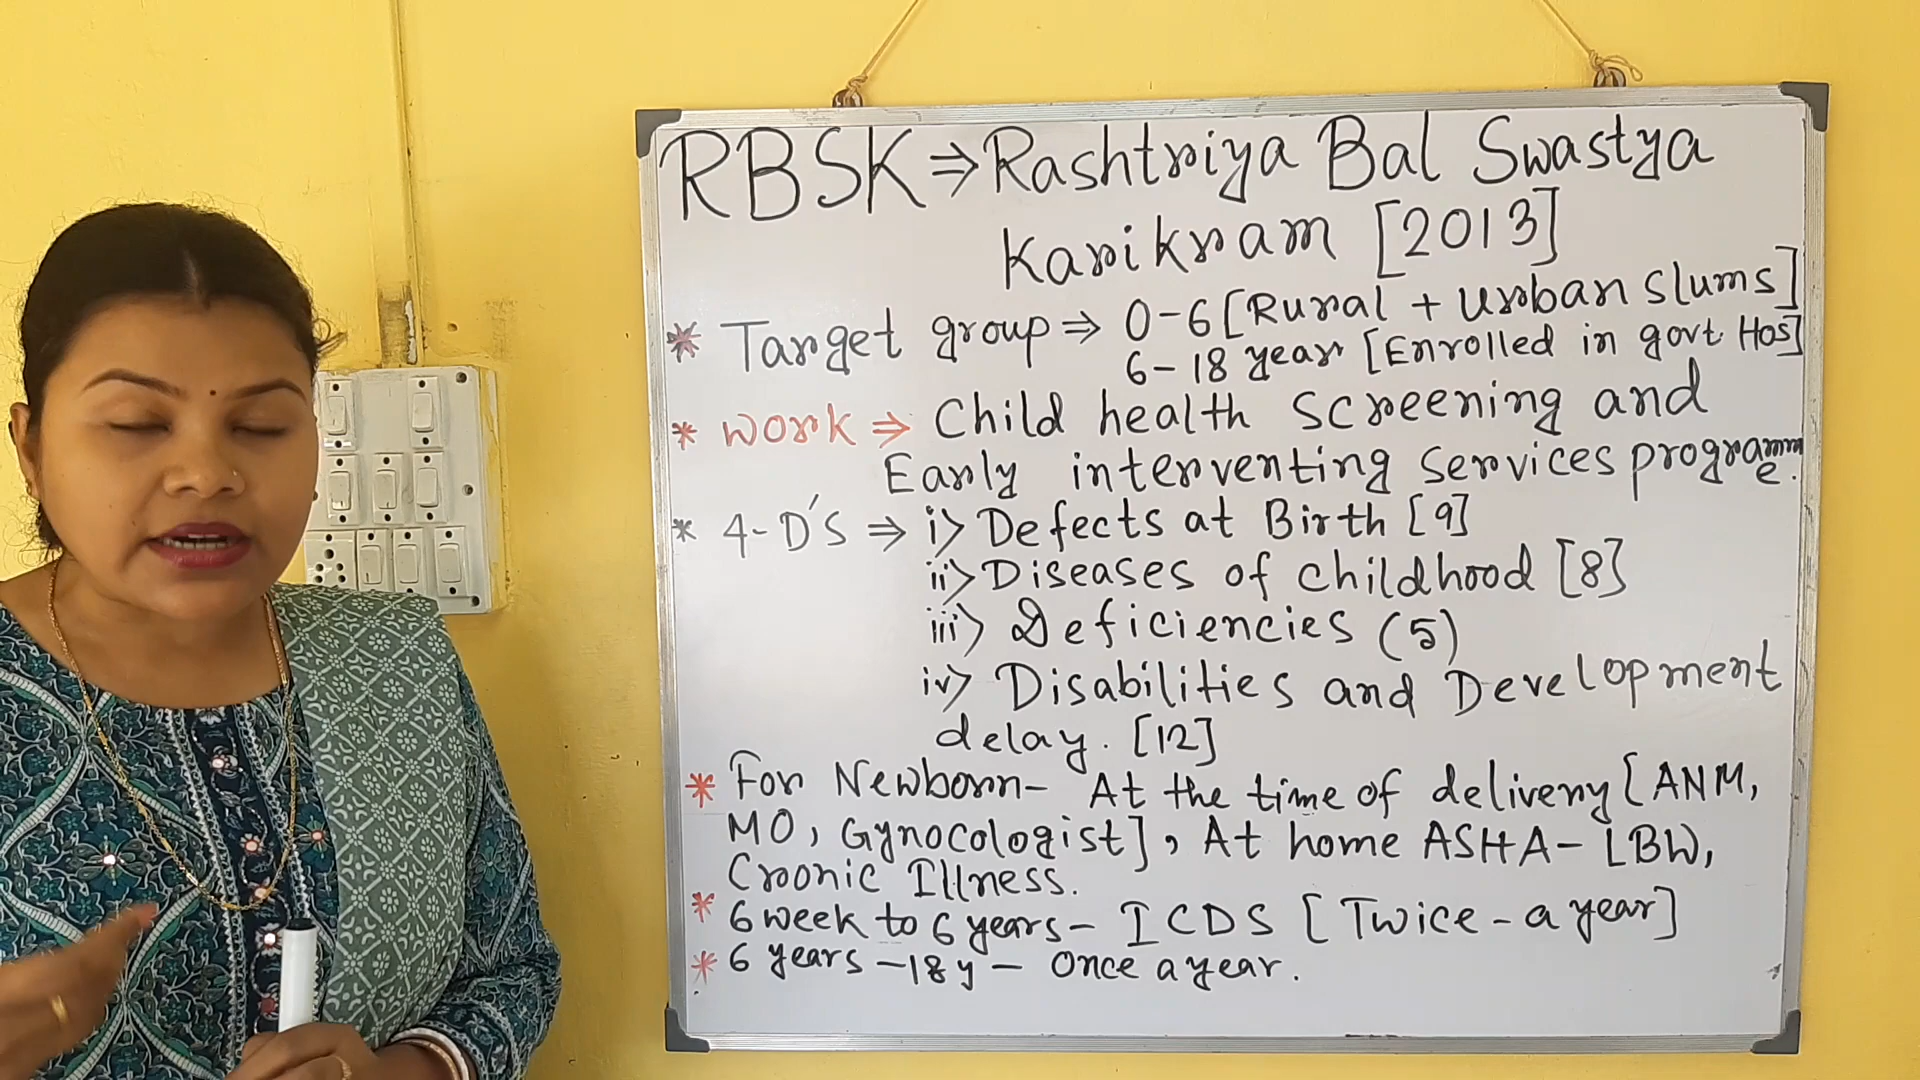 RBSK ⇒ Rashtriya Bal Swastya
Karikram [2013]
* Target group ⇒ 0-6 [Rural + Urban slums]
6-18 year [Enrolled in govt. Hos]
* Work ⇒ Child health screening and
Early interventing services programme.
* 4-D'S ⇒ i) Defects at Birth [9]
ii) Diseases of childhood [8]
iii) Deficiencies (5)
iv) Disabilities and Development
delay. [12]
* For Newborn- At the time of delivery [ANM,
MO, Gynocologist], At home ASHA- LBW,
Cronic Illness.
* 6 week to 6 years- ICDS [Twice-a year]
* 6 years -18 y - Once a year.